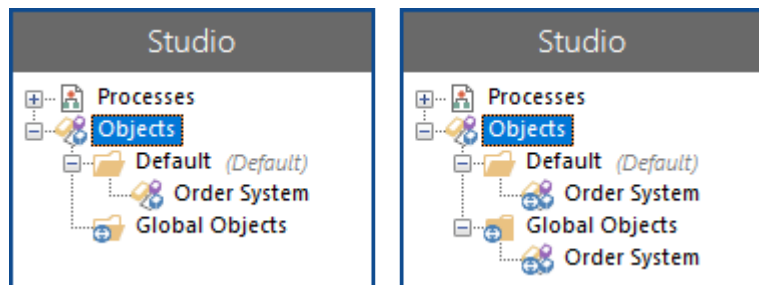 Studio
Processes
Objects
Default (Default)
Order System
Global Objects
Studio
Processes
Objects
Default (Default)
Order System
Global Objects
Order System